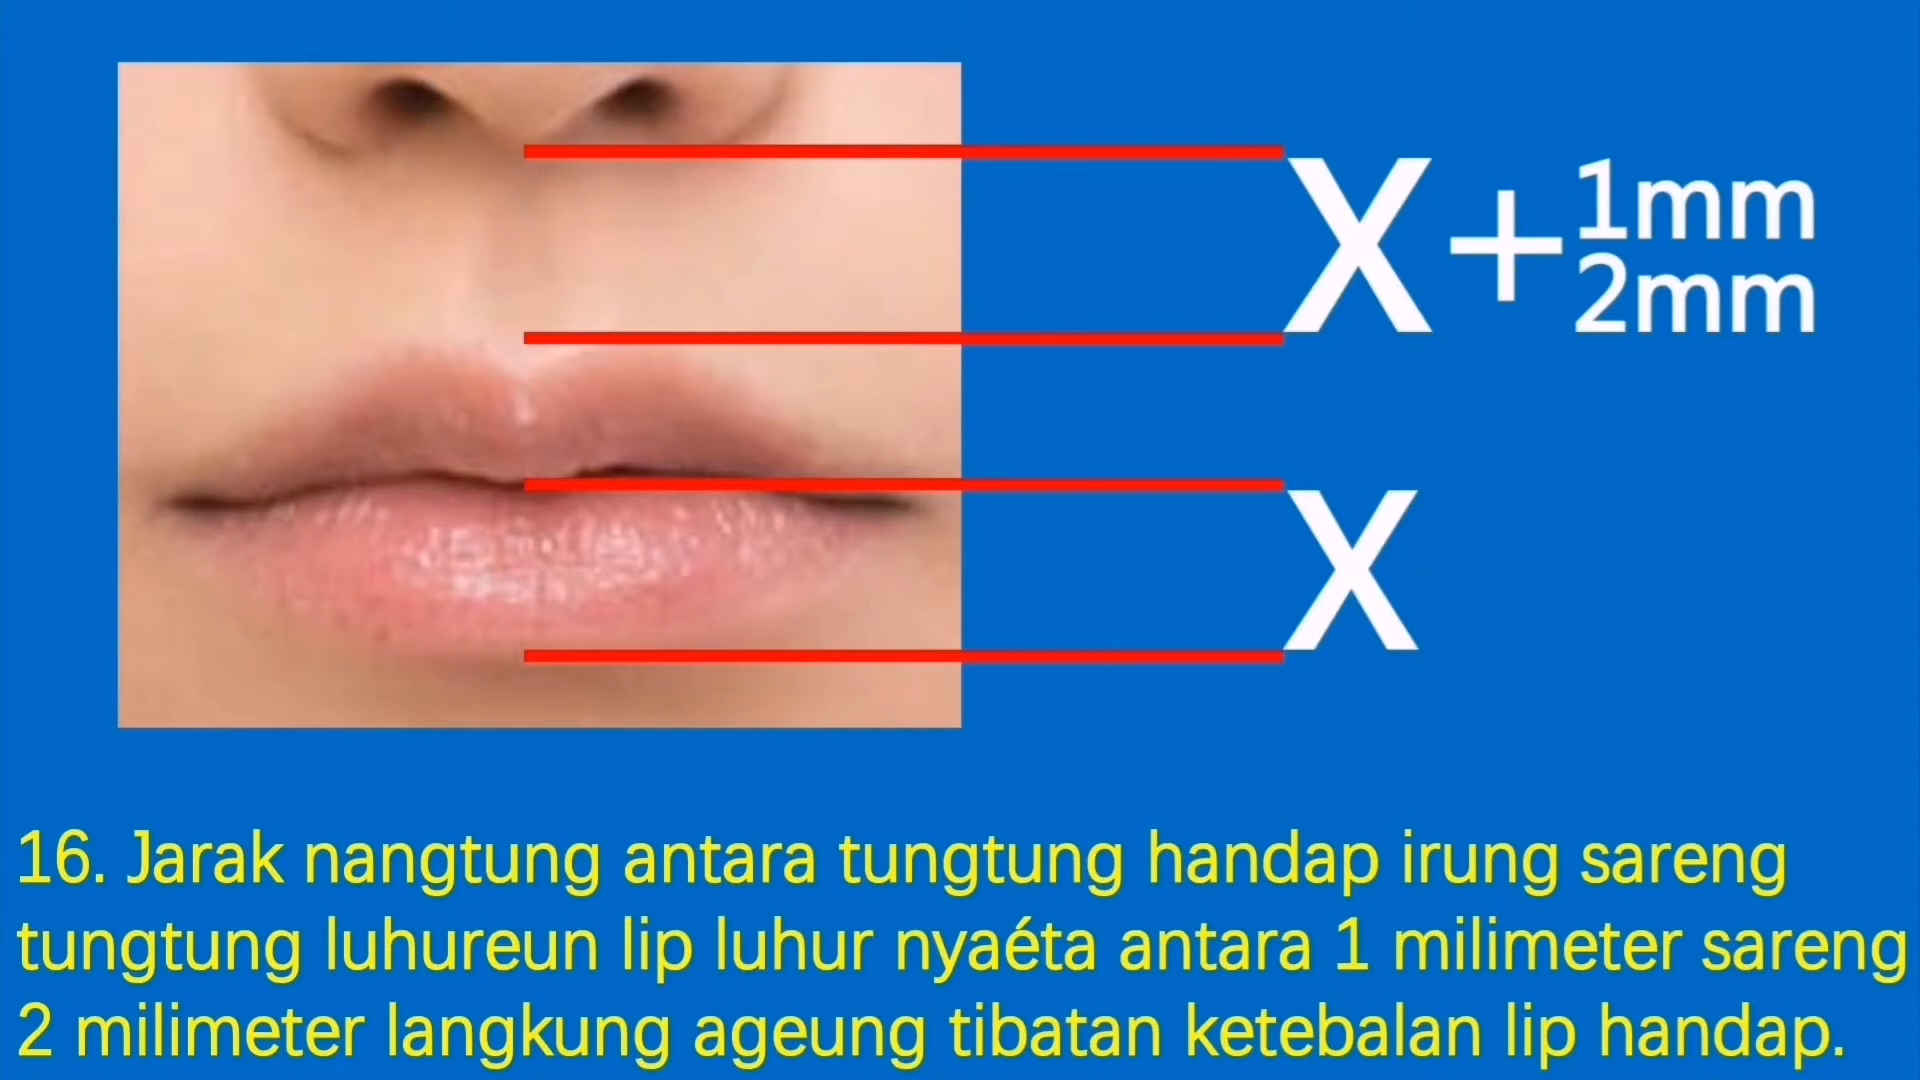 X+1mm
2mm
X
16. Jarak nangtung antara tungtung handap irung sareng
tungtung luhureun lip luhur nyaéta antara 1 milimeter sareng
2 milimeter langkung ageung tibatan ketebalan lip handap.